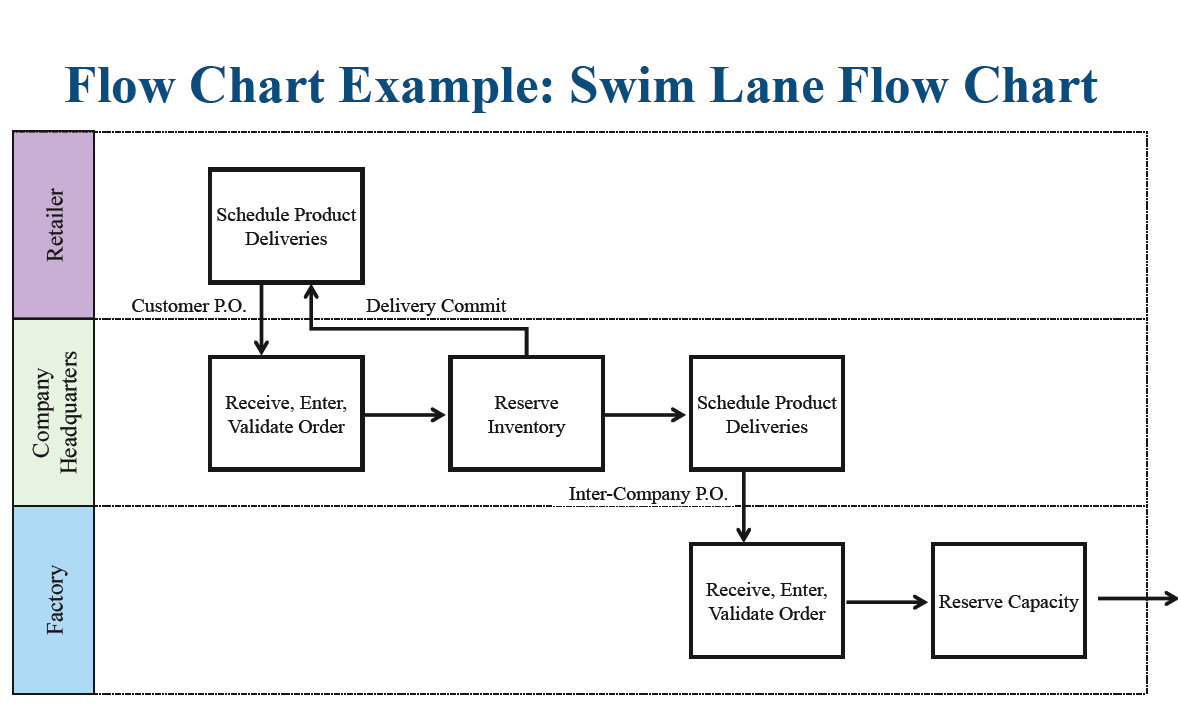 Flow Chart Example: Swim Lane Flow Chart
Retailer
Schedule Product
Deliveries
Customer P.O.
Delivery Commit
Company
Headquarters
Receive, Enter,
Validate Order
Reserve
Inventory
Schedule Product
Deliveries
Inter-Company P.O.
Factory
Receive, Enter,
Validate Order
Reserve Capacity